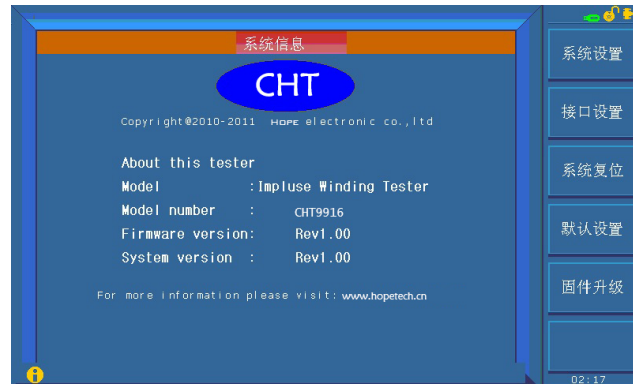 系统信息
CHT
Copyright@2010-2011 HOPE electronic co.,ltd
About this tester
Model :Impluse Winding Tester
Model number : CHT9916
Firmware version: Rev1.00
System version : Rev1.00
For more information please visit: www.hopetech.cn
系统设置
接口设置
系统复位
默认设置
固件升级
02:17